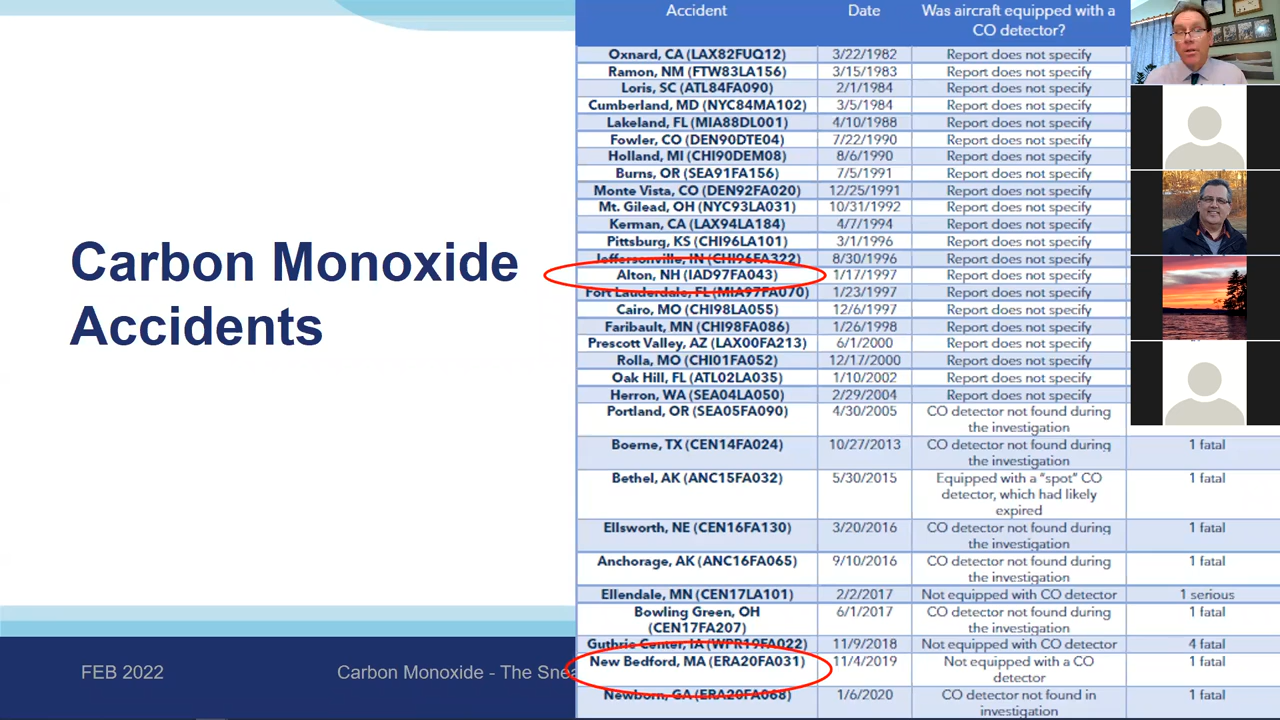 Carbon Monoxide
Accidents
Accident Date Was aircraft equipped with a
CO detector?
Oxnard, CA (LAX82FUQ12) 3/22/1982 Report does not specify
Ramon, NM (FTW83LA156) 3/15/1983 Report does not specify
Loris, SC (ATL84FA090) 2/1/1984 Report does not specify
Cumberland, MD (NYC84MA102) 3/5/1984 Report does not specify
Lakeland, FL (MIA88DL001) 4/10/1988 Report does not specify
Fowler, CO (DEN90DTE04) 7/22/1990 Report does not specify
Holland, MI (CHI90DEM08) 8/6/1990 Report does not specify
Burns, OR (SEA91FA156) 7/5/1991 Report does not specify
Monte Vista, CO (DEN92FA020) 12/25/1991 Report does not specify
Mt. Gilead, OH (NYC93LA031) 10/31/1992 Report does not specify
Kerman, CA (LAX94LA184) 4/7/1994 Report does not specify
Pittsburg, KS (CHI96LA101) 3/1/1996 Report does not specify
Jeffersonville, IN (CHI96FA322) 8/30/1996 Report does not specify
Alton, NH (IAD97FA043) 1/17/1997 Report does not specify
Fort Lauderdale, FL (MIA97FA070) 1/23/1997 Report does not specify
Cairo, MO (CHI98LA055) 12/6/1997 Report does not specify
Faribault, MN (CHI98FA086) 1/26/1998 Report does not specify
Prescott Valley, AZ (LAX00FA213) 6/1/2000 Report does not specify
Rolla, MO (CHI01FA052) 12/17/2000 Report does not specify
Oak Hill, FL (ATL02LA035) 1/10/2002 Report does not specify
Herron, WA (SEA04LA050) 2/29/2004 Report does not specify
Portland, OR (SEA05FA090) 4/30/2005 CO detector not found during
the investigation
Boerne, TX (CEN14FA024) 10/27/2013 CO detector not found during 1 fatal
the investigation
Bethel, AK (ANC15FA032) 5/30/2015 Equipped with a “spot” CO 1 fatal
detector, which had likely
expired
Ellsworth, NE (CEN16FA130) 3/20/2016 CO detector not found during 1 fatal
the investigation
Anchorage, AK (ANC16FA065) 9/10/2016 CO detector not found during 1 fatal
the investigation
Ellendale, MN (CEN17LA101) 2/2/2017 Not equipped with CO detector 1 serious
Bowling Green, OH 6/1/2017 CO detector not found during 1 fatal
(CEN17FA207) the investigation
Guthrie Center, IA (WPR19FA022) 11/9/2018 Not equipped with CO detector 4 fatal
New Bedford, MA (ERA20FA031) 11/4/2019 Not equipped with a CO 1 fatal
detector
Newborn, GA (ERA20FA068) 1/6/2020 CO detector not found in 1 fatal
investigation
FEB 2022 Carbon Monoxide - The Snea